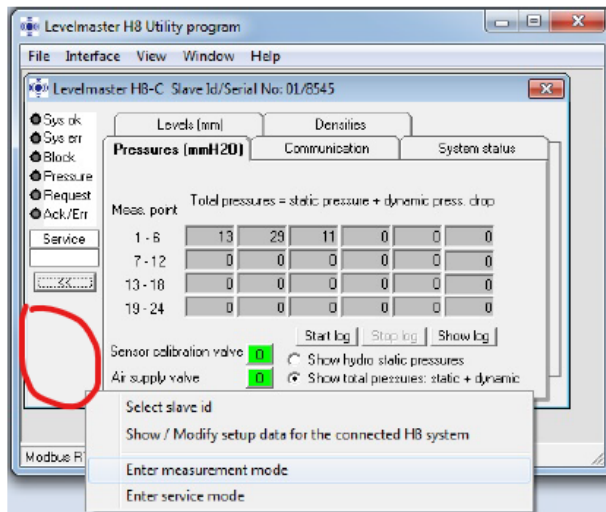 Levelmaster H8 Utility program
File Interface View Window Help
Levelmaster H8-C Slave Id/Serial No: 01/8545
Sys ok
Sys err
Block
Pressure
Request
Ack/Err
Service
<<
Levels (mm) Densities
Pressures (mmH2O) Communication System status
Total pressures = static pressure + dynamic press. drop
Meas. point
1 - 6 13 29 11 0 0 0
7 - 12 0 0 0 0 0 0
13 - 18 0 0 0 0 0 0
19 - 24 0 0 0 0 0 0
Start log Stop log Show log
Sensor calibration valve 0 Show hydro static pressures
Air supply valve 0 Show total pressures: static + dynamic
Select slave id
Show / Modify setup data for the connected H8 system
Enter measurement mode
Enter service mode
Modbus